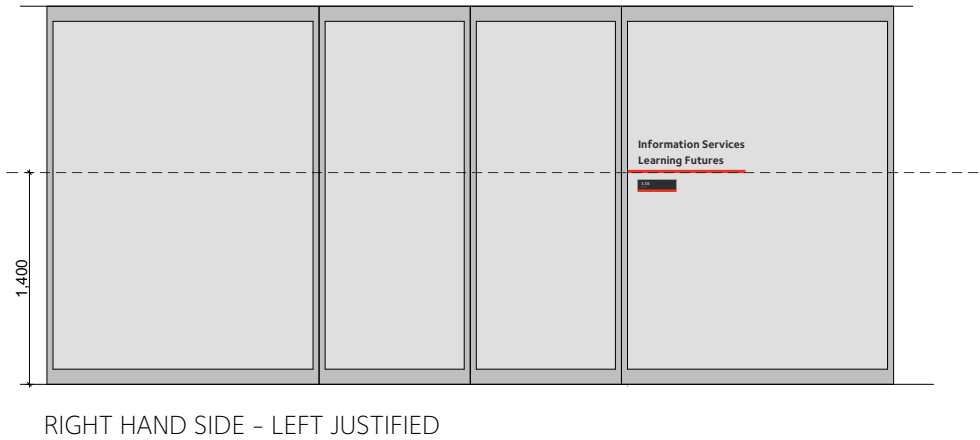 Information Services
Learning Futures
1,400
RIGHT HAND SIDE – LEFT JUSTIFIED